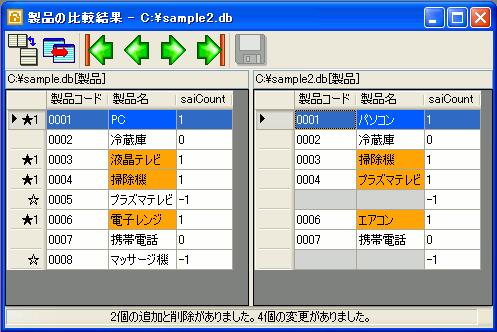 製品の比較結果 - C:¥sample2.db
C:¥sample.db[製品]
製品コード 製品名 saiCount
★1 0001 PC 1
0002 冷蔵庫 0
★1 0003 液晶テレビ 1
★1 0004 掃除機 1
☆ 0005 プラズマテレビ -1
★1 0006 電子レンジ 1
0007 携帯電話 0
☆ 0008 マッサージ機 -1
C:¥sample2.db[製品]
製品コード 製品名 saiCount
0001 パソコン 1
0002 冷蔵庫 0
0003 掃除機 1
0004 プラズマテレビ 1
-1
0006 エアコン 1
0007 携帯電話 0
-1
2個の追加と削除がありました。4個の変更がありました。